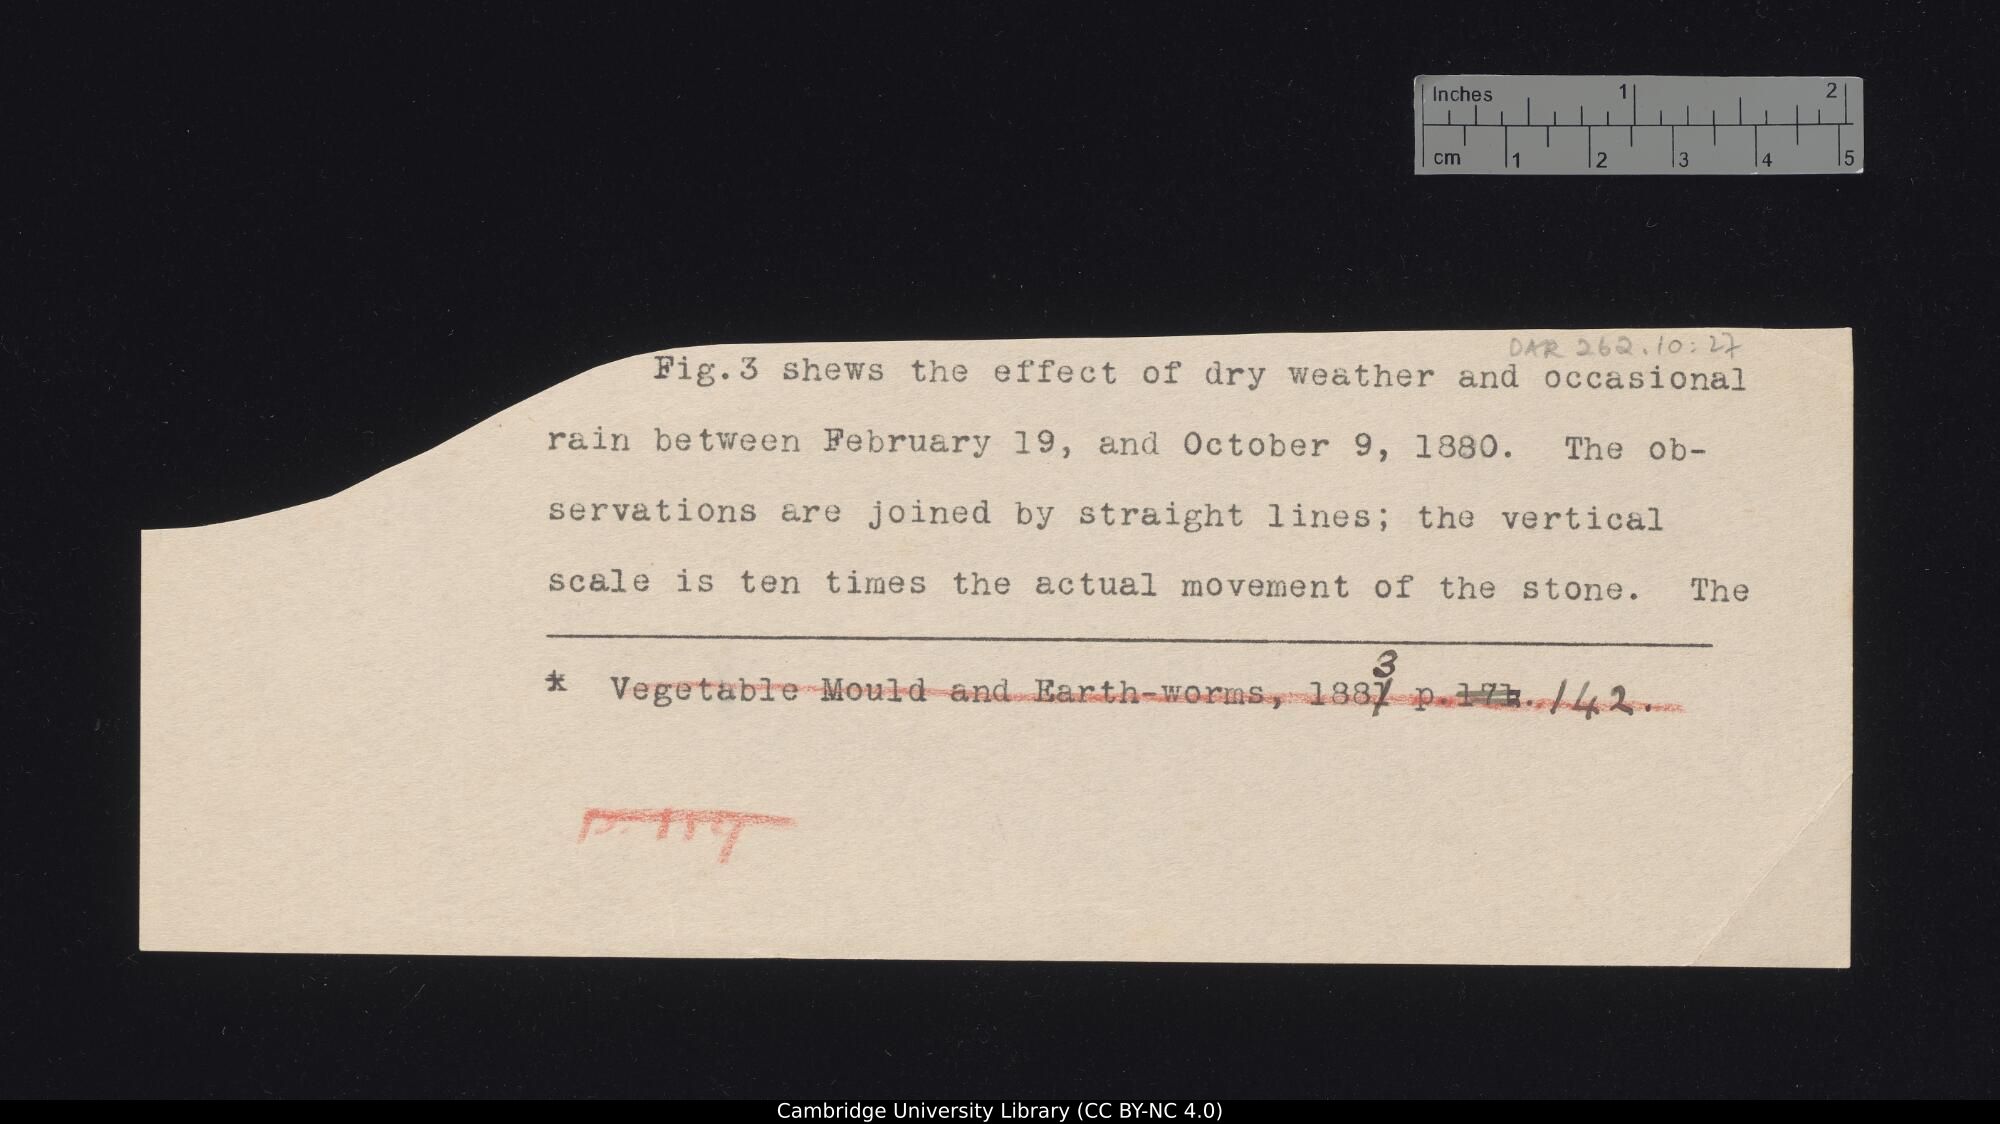 Inches 1 2
cm 1 2 3 4 5
DAR 262.10:27
Fig.3 shews the effect of dry weather and occasional
rain between February 19, and October 9, 1880. The ob-
servations are joined by straight lines; the vertical
scale is ten times the actual movement of the stone. The
3
* Vegetable Mould and Earth-worms, 1881 p.171. 142.
p. 119
Cambridge University Library (CC BY-NC 4.0)